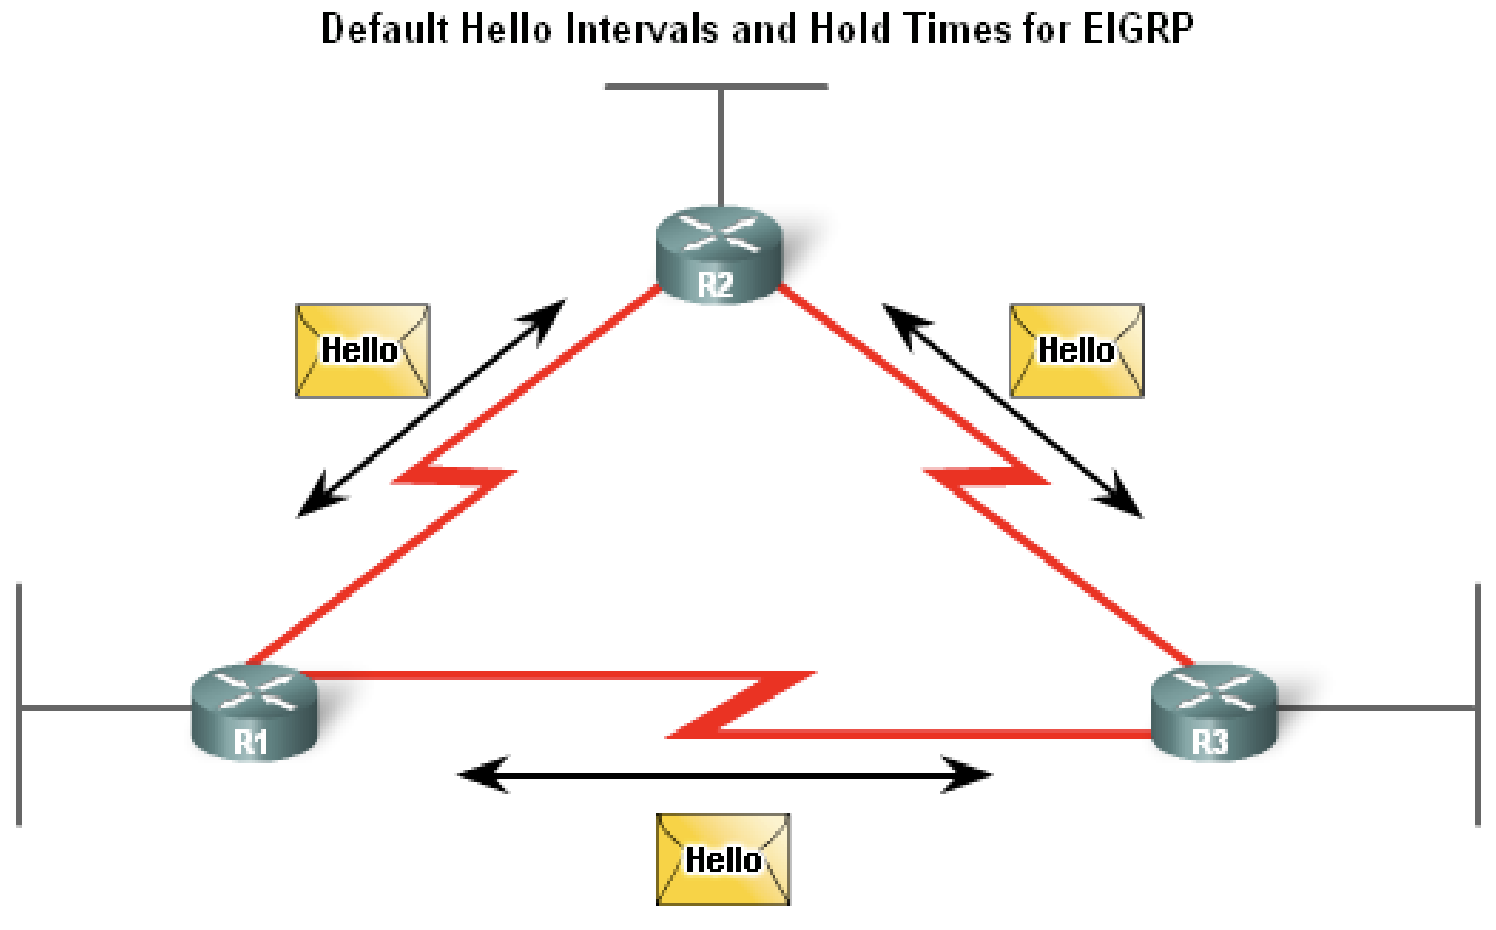 Default Hello Intervals and Hold Times for EIGRP
R2
Hello
Hello
R1
R3
Hello